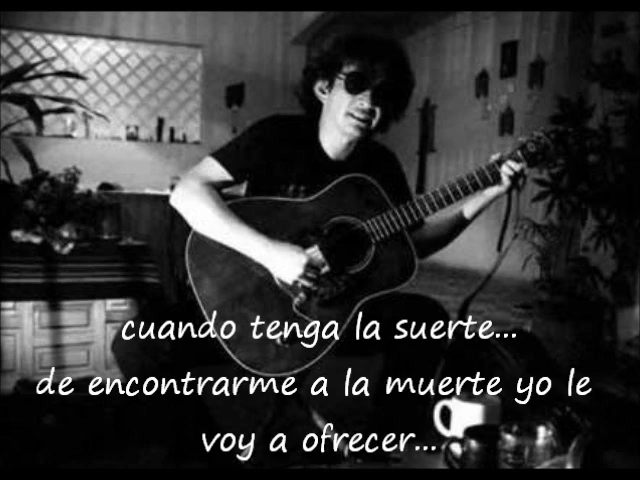 cuando tenga la suerte...
de encontrarme a la muerte yo le
voy a ofrecer...